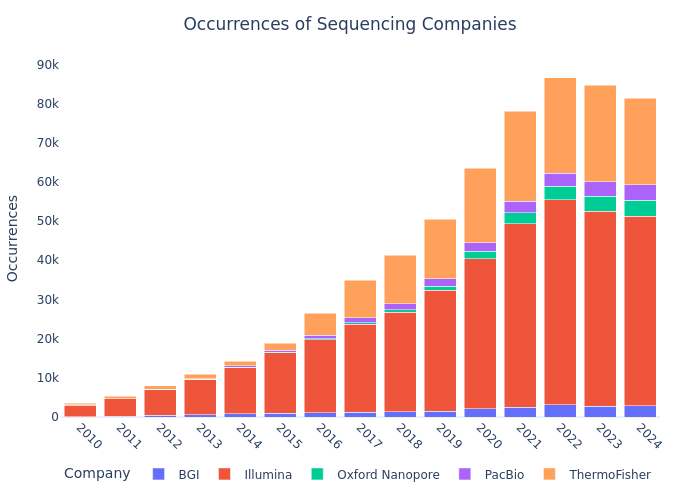 Occurrences of Sequencing Companies
Occurrences
90k
80k
70k
60k
50k
40k
30k
20k
10k
0
2010 2011 2012 2013 2014 2015 2016 2017 2018 2019 2020 2021 2022 2023 2024
Company BGI Illumina Oxford Nanopore PacBio ThermoFisher